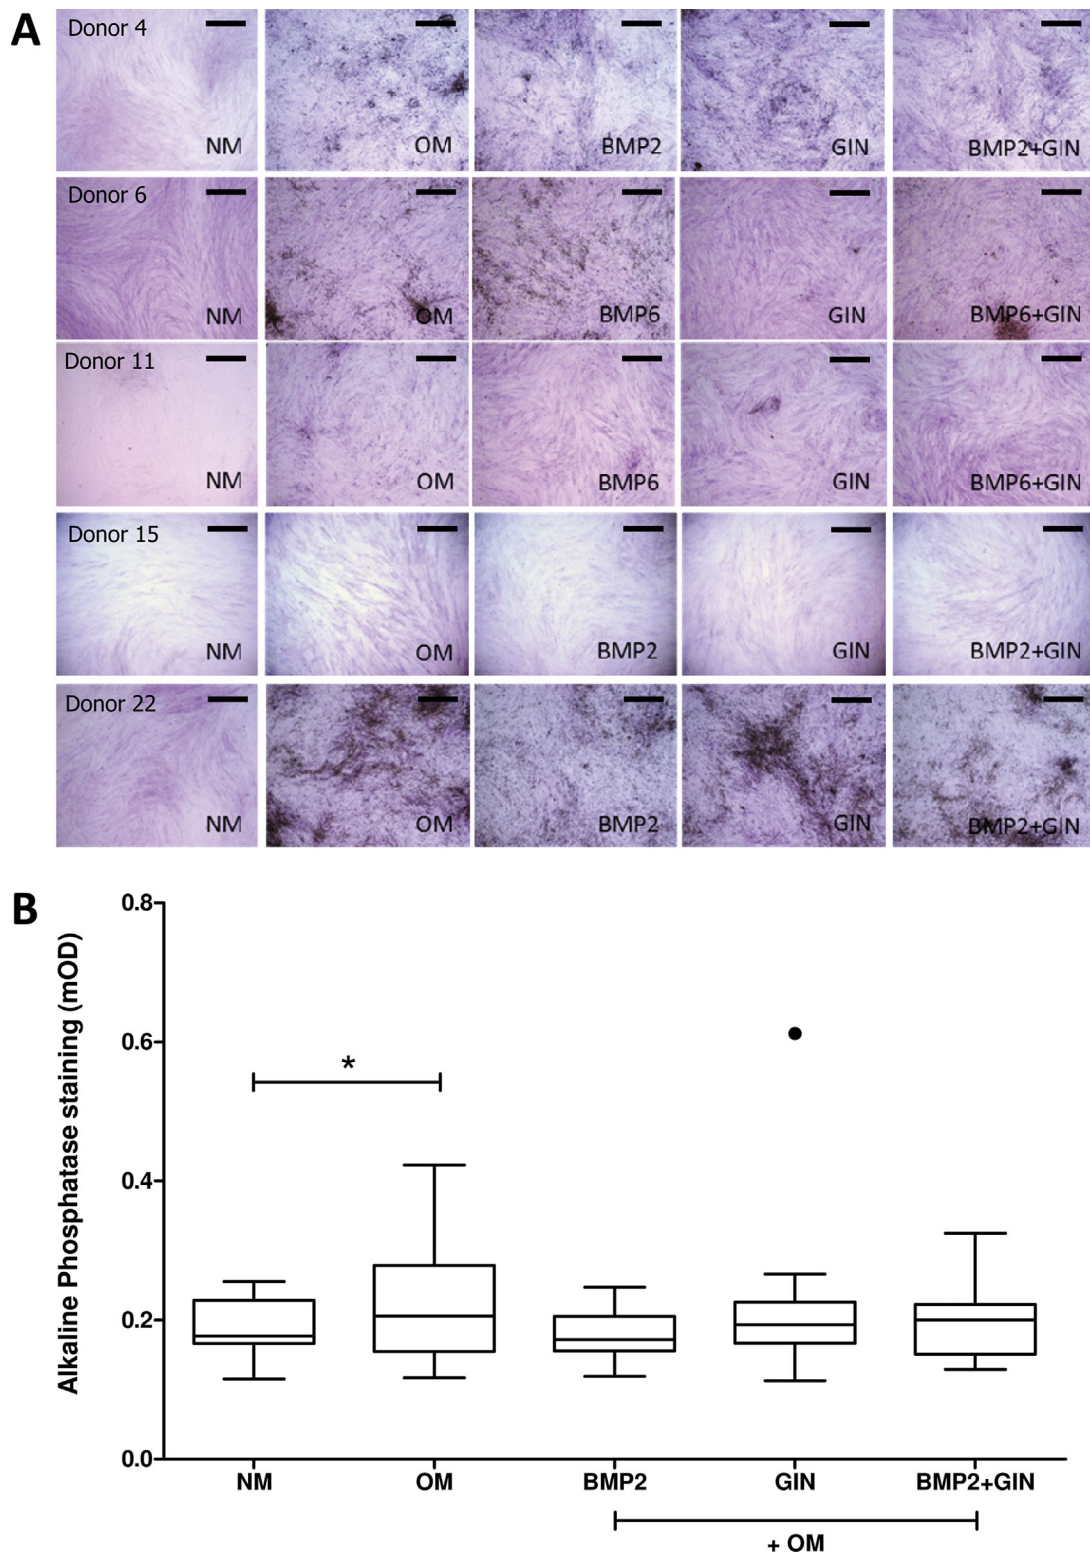 A
Donor 4
NM
OM
BMP2
GIN
BMP2+GIN
Donor 6
NM
OM
BMP6
GIN
BMP6+GIN
Donor 11
NM
OM
BMP6
GIN
BMP6+GIN
Donor 15
NM
OM
BMP2
GIN
BMP2+GIN
Donor 22
NM
OM
BMP2
GIN
BMP2+GIN
B
Alkaline Phosphatase staining (mOD)
0.8
0.6
0.4
0.2
0.0
*
NM
OM
BMP2
GIN
BMP2+GIN
+ OM